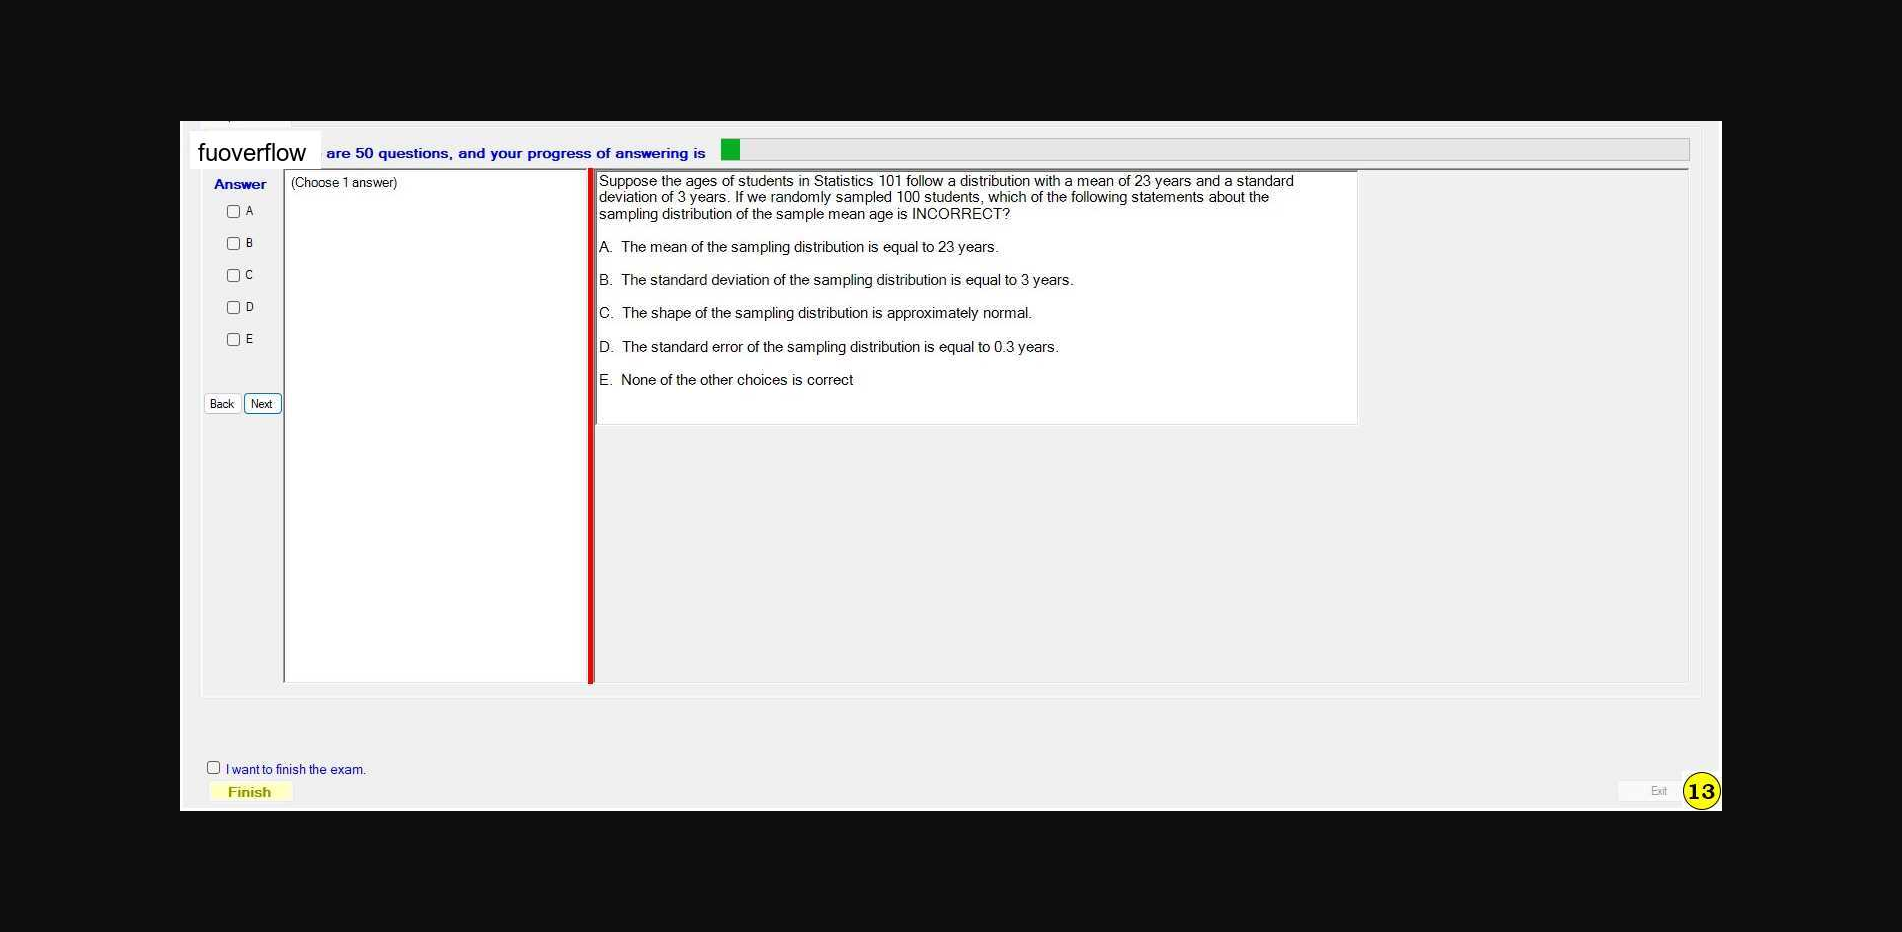 fuoverflow are 50 questions, and your progress of answering is
Answer
(Choose 1 answer)
A
B
C
D
E
Back Next
Suppose the ages of students in Statistics 101 follow a distribution with a mean of 23 years and a standard
deviation of 3 years. If we randomly sampled 100 students, which of the following statements about the
sampling distribution of the sample mean age is INCORRECT?
A. The mean of the sampling distribution is equal to 23 years.
B. The standard deviation of the sampling distribution is equal to 3 years.
C. The shape of the sampling distribution is approximately normal.
D. The standard error of the sampling distribution is equal to 0.3 years.
E. None of the other choices is correct
I want to finish the exam.
Finish
Exit
13